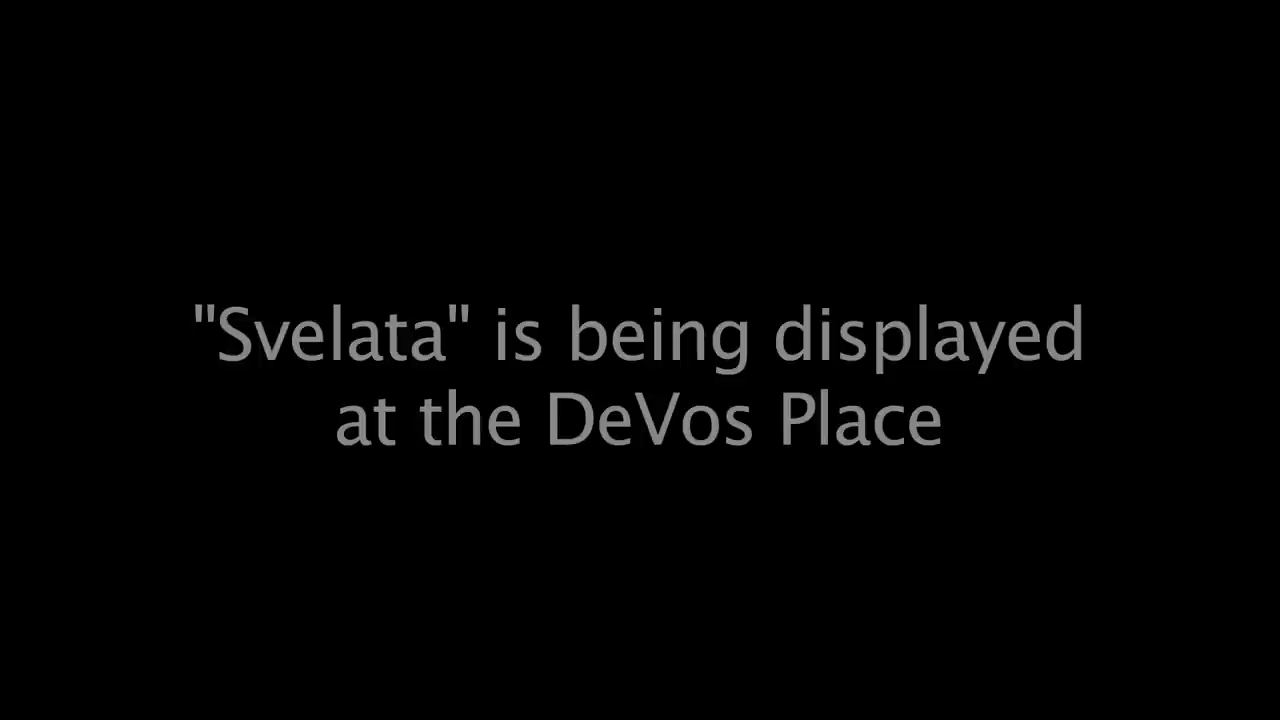 "Svelata" is being displayed
at the DeVos Place